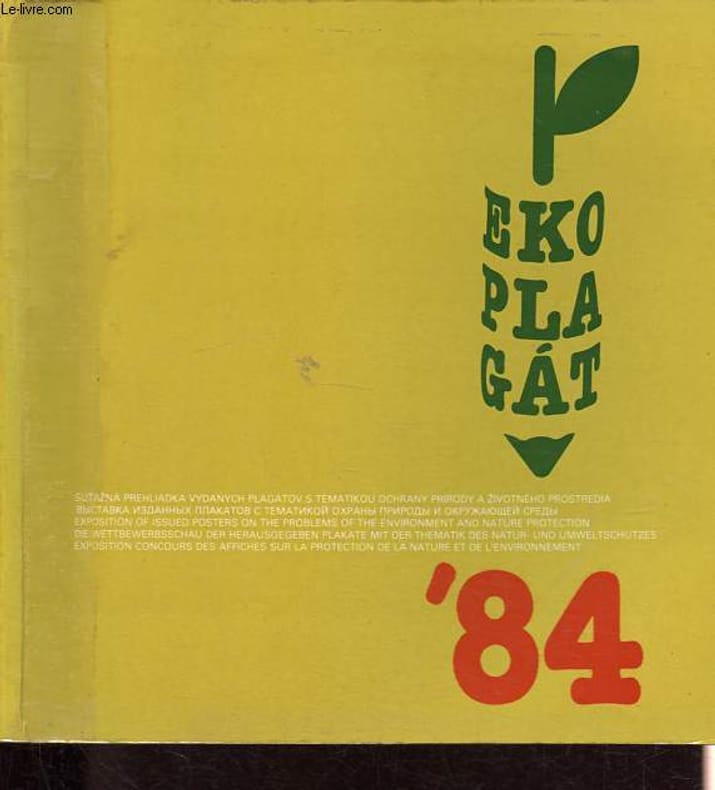 Le-livre.com
EKO
PLA
GÁT
SÚŤAŽNÁ PREHLIADKA VYDANÝCH PLAGÁTOV S TEMATIKOU OCHRANY PRÍRODY A ŽIVOTNÉHO PROSTREDIA
ВЫСТАВКА ИЗДАННЫХ ПЛАКАТОВ С ТЕМАТИКОЙ ОХРАНЫ ПРИРОДЫ И ОКРУЖАЮЩЕЙ СРЕДЫ
EXPOSITION OF ISSUED POSTERS ON THE PROBLEMS OF THE ENVIRONMENT AND NATURE PROTECTION
DIE WETTBEWERBSSCHAU DER HERAUSGEGEBEN PLAKATE MIT DER THEMATIK DES NATUR- UND UMWELTSCHUTZES
EXPOSITION CONCOURS DES AFFICHES SUR LA PROTECTION DE LA NATURE ET DE L'ENVIRONNEMENT
'84